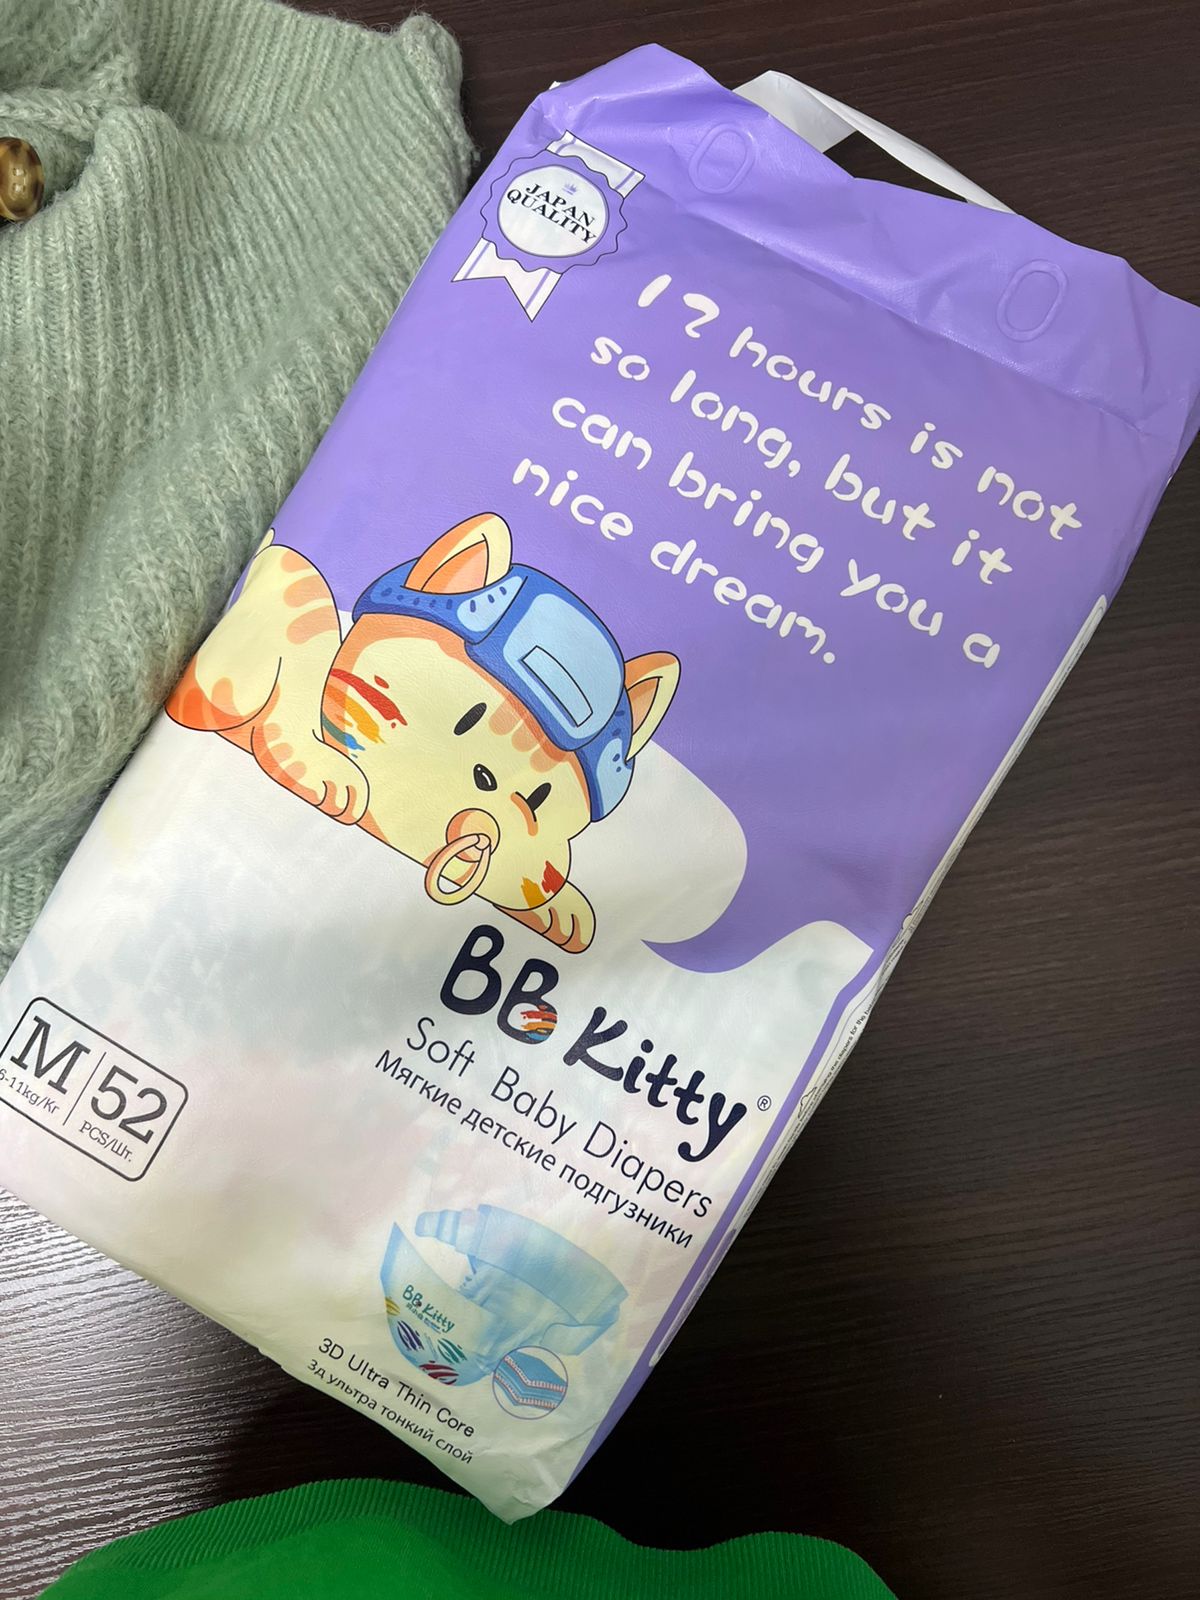 JAPAN
QUALITY
12 hours is not
so long, but it
can bring you a
nice dream.
BB Kitty®
Soft Baby Diapers
Мягкие детские подгузники
M
6-11kg/Кг
52
PCS/Шт.
BB Kitty
3D Ultra Thin Core
3д ультра тонкий слой